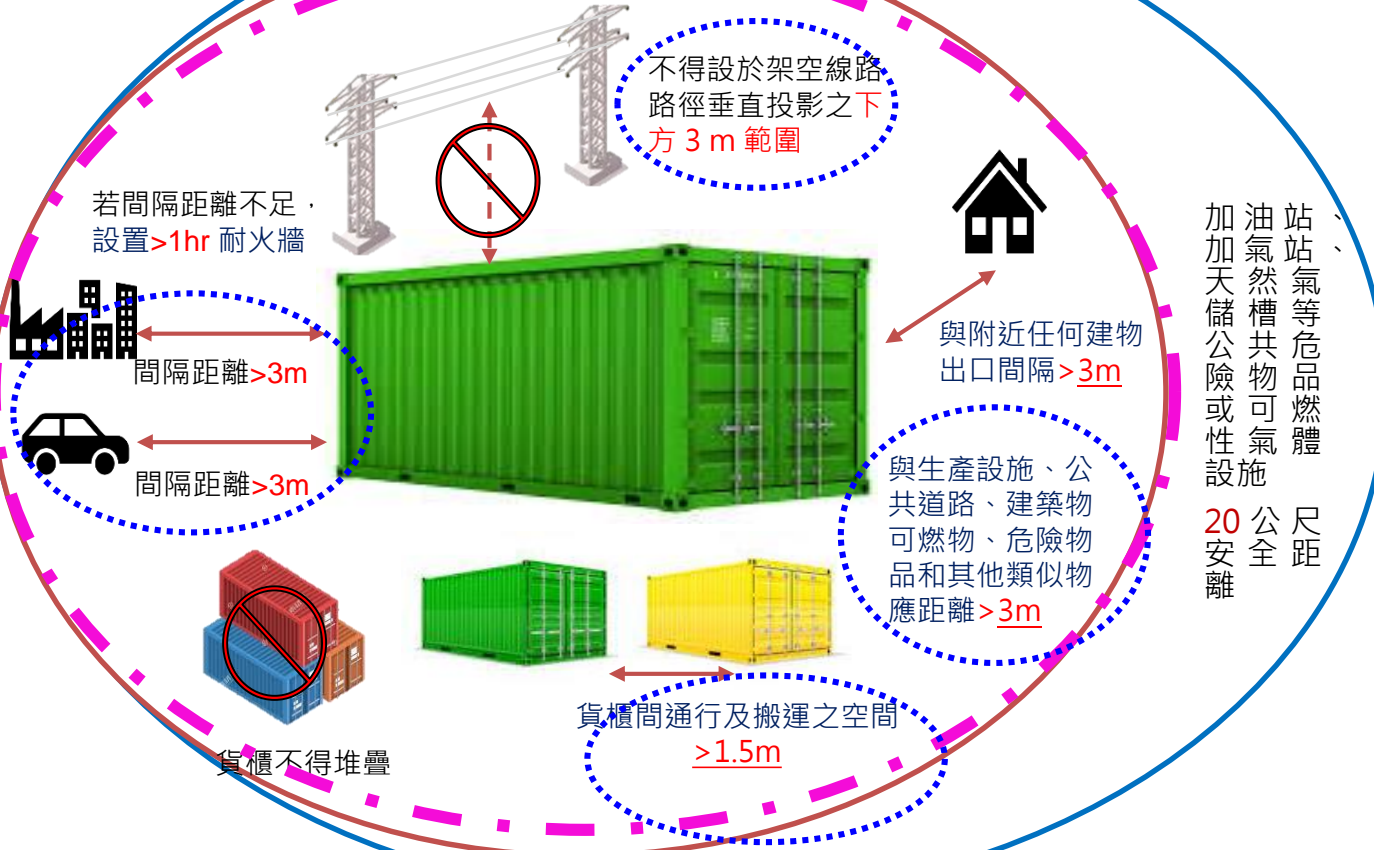 不得設於架空線路
路徑垂直投影之下
方 3 m 範圍
若間隔距離不足，
設置>1hr 耐火牆
間隔距離>3m
間隔距離>3m
與附近任何建物
出口間隔>3m
與生產設施、公
共道路、建築物
可燃物、危險物
品和其他類似物
應距離>3m
貨櫃間通行及搬運之空間
>1.5m
貨櫃不得堆疊
加油站、
加氣站、
天然氣
儲槽等
公共危
險物品
或可燃
性氣體
設施
20 公尺
安全距
離